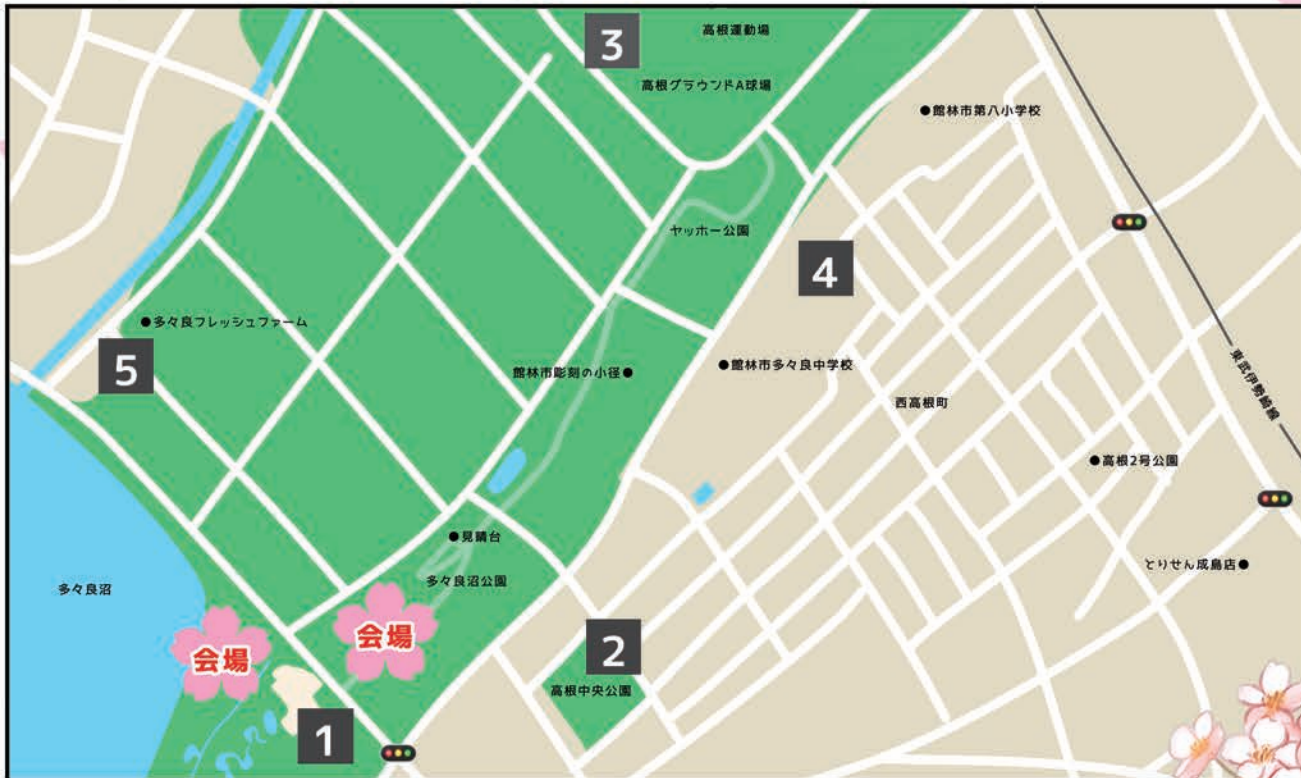 3
高根運動場
高根グラウンドA球場
●館林市第八小学校
ヤッホー公園
4
●多々良フレッシュファーム
5
館林市彫刻の小径●
●館林市多々良中学校
東武伊勢崎線
西高根町
●高根2号公園
●見晴台
とりせん成島店●
多々良沼
多々良沼公園
会場
会場
2
高根中央公園
1